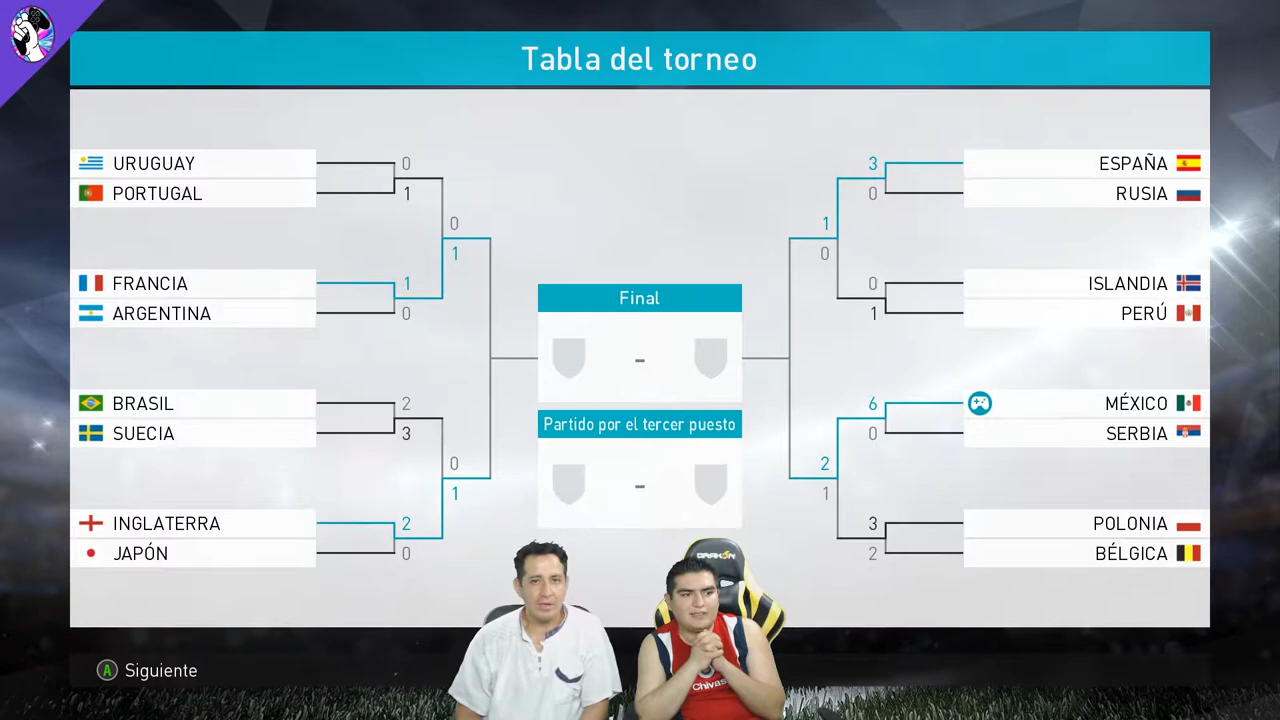 Tabla del torneo
URUGUAY 0
PORTUGAL 1
0
1
FRANCIA 1
ARGENTINA 0
BRASIL 2
SUECIA 3
0
1
INGLATERRA 2
JAPÓN 0
Final
-
Partido por el tercer puesto
-
3 ESPAÑA
0 RUSIA
1
0
0 ISLANDIA
1 PERÚ
6 MÉXICO
0 SERBIA
2
1
3 POLONIA
2 BÉLGICA
DRAKON
Chivas
A Siguiente